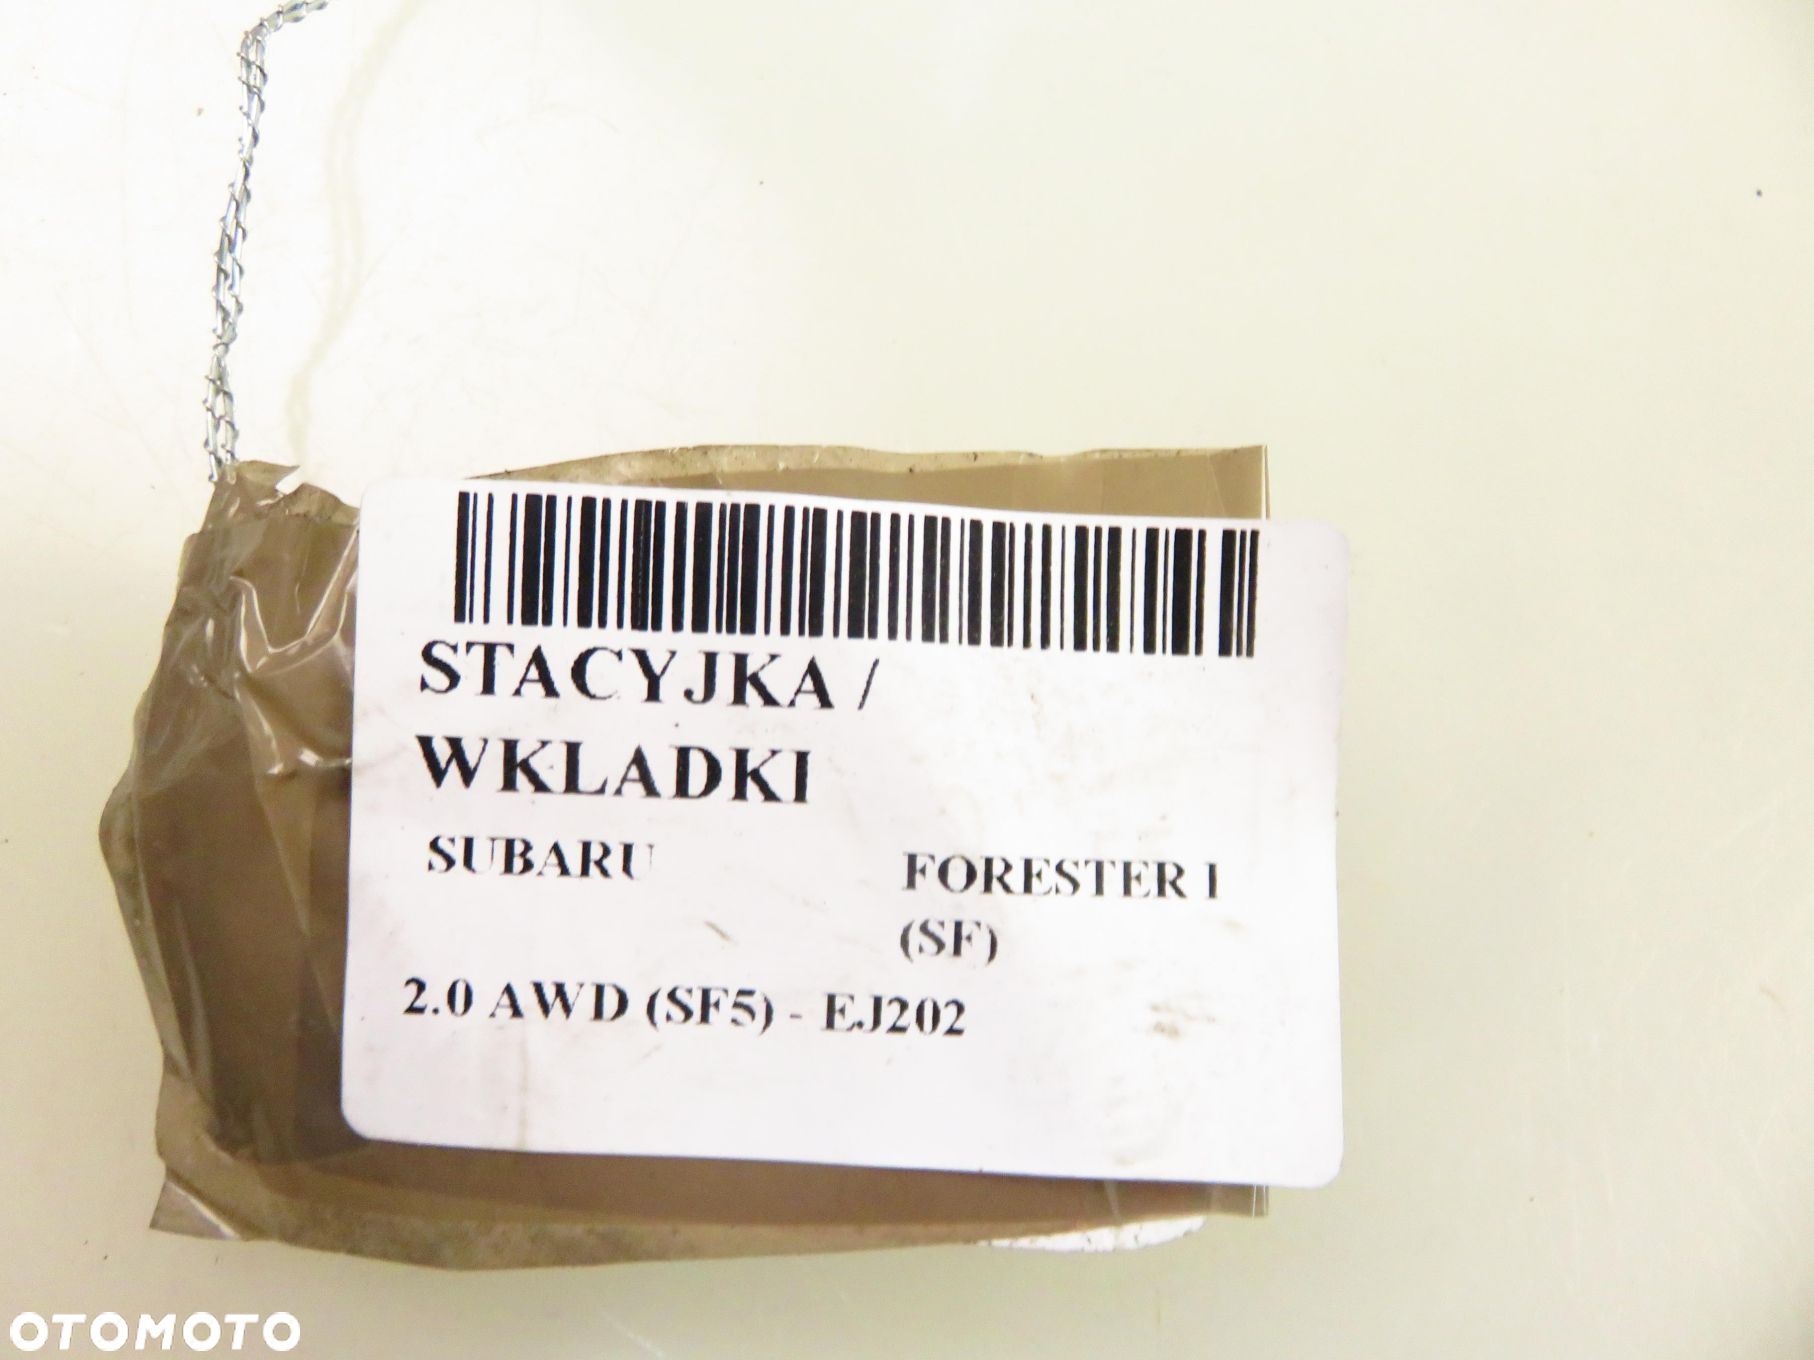 STACYJKA /
WKLADKI
SUBARU FORESTER I
(SF)
2.0 AWD (SF5) - EJ202
OTOMOTO